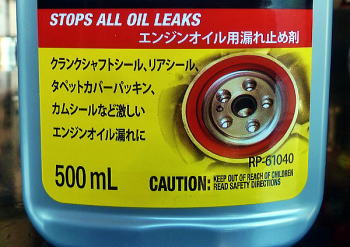 STOPS ALL OIL LEAKS
エンジンオイル用漏れ止め剤
クランクシャフトシール、リアシール、
タペットカバーパッキン、
カムシールなど激しい
エンジンオイル漏れに
RP-61040
500 mL
CAUTION: KEEP OUT OF REACH OF CHILDREN
READ SAFETY DIRECTIONS